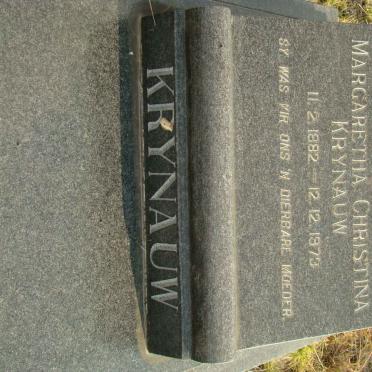 MARGARETHA CHRISTINA
KRYNAUW
11.2.1882 — 12.12.1973
SY WAS VIR ONS 'N DIERBARE MOEDER.
KRYNAUW